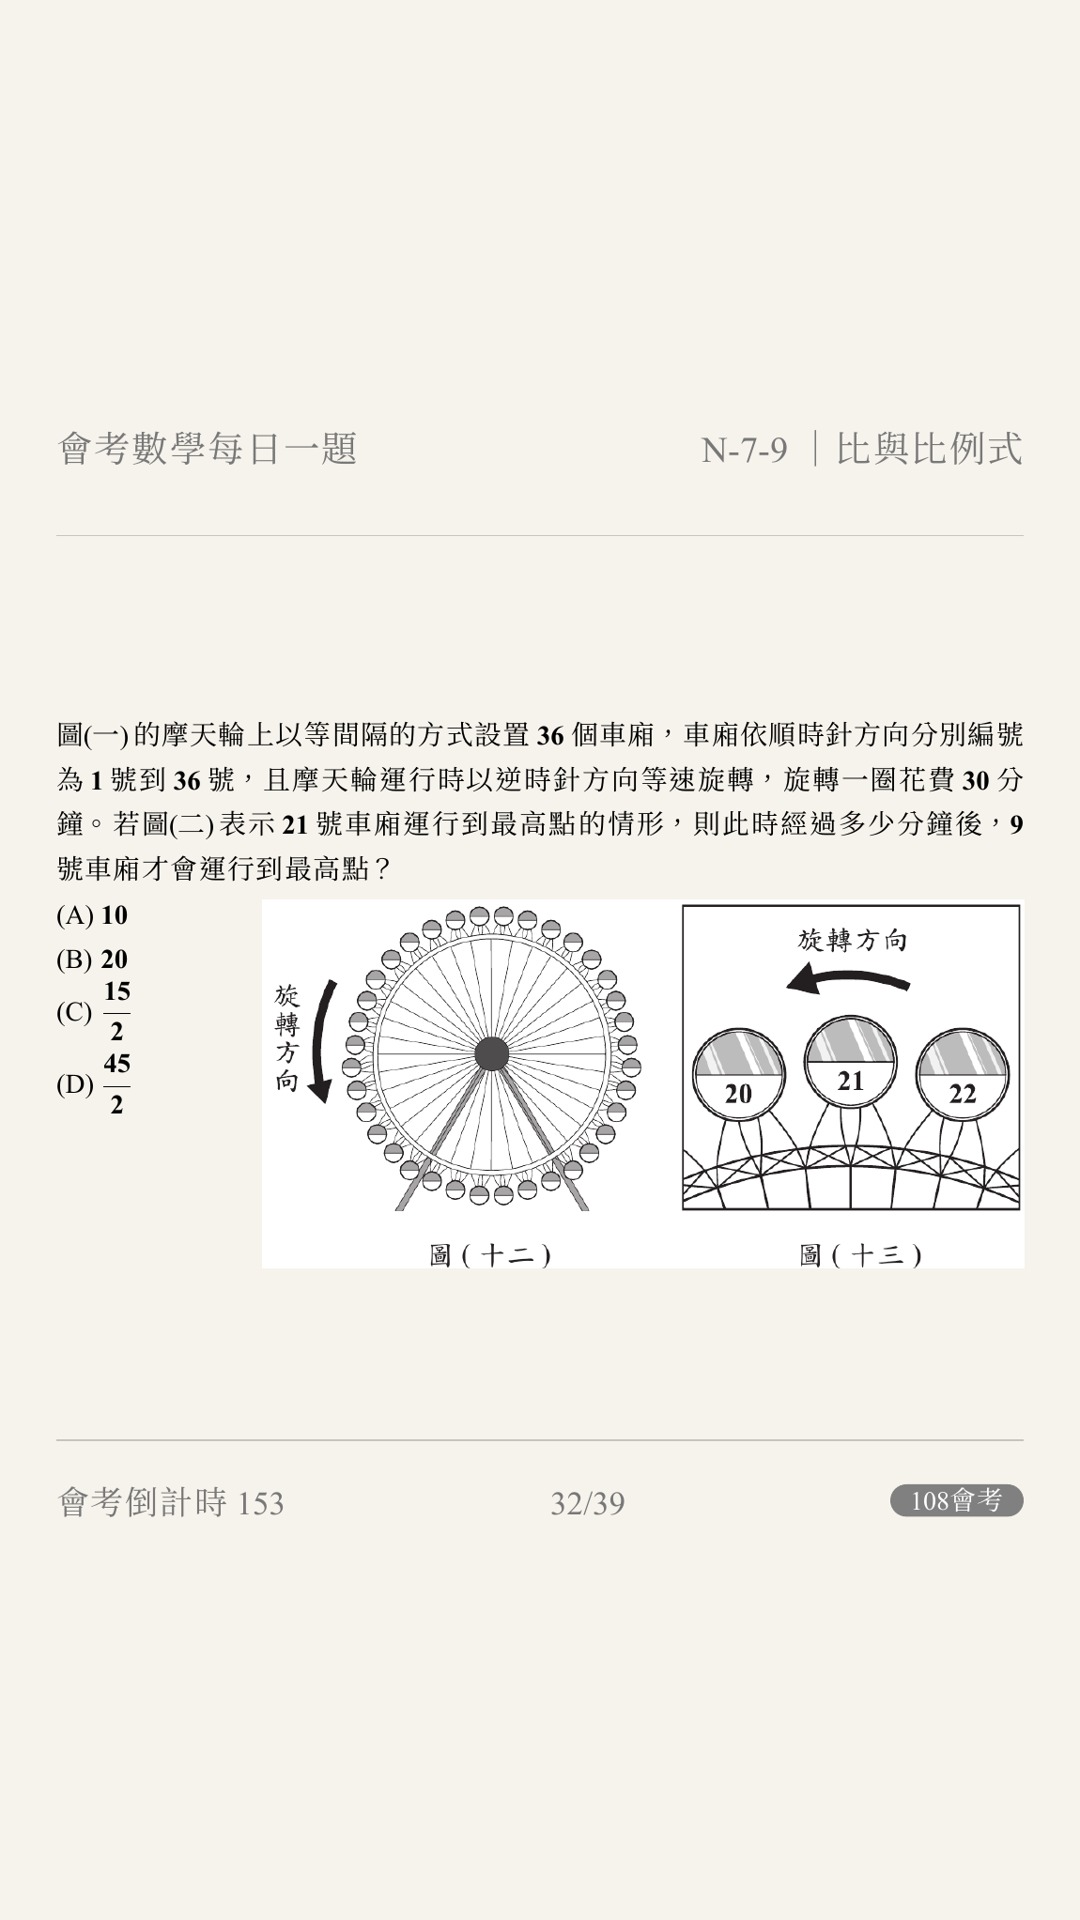 會考數學每日一題
N-7-9｜比與比例式
圖(一)的摩天輪上以等間隔的方式設置 36 個車廂，車廂依順時針方向分別編號
為 1 號到 36 號，且摩天輪運行時以逆時針方向等速旋轉，旋轉一圈花費 30 分
鐘。若圖(二)表示 21 號車廂運行到最高點的情形，則此時經過多少分鐘後，9
號車廂才會運行到最高點？
(A) 10
(B) 20
(C) 15/2
(D) 45/2
旋轉方向
圖(十二)
旋轉方向
20
21
22
圖(十三)
會考倒計時 153
32/39
108會考